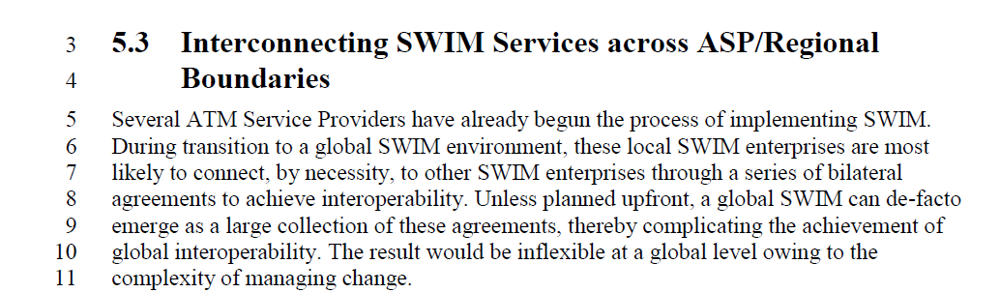 3 5.3 Interconnecting SWIM Services across ASP/Regional
4 Boundaries
5 Several ATM Service Providers have already begun the process of implementing SWIM.
6 During transition to a global SWIM environment, these local SWIM enterprises are most
7 likely to connect, by necessity, to other SWIM enterprises through a series of bilateral
8 agreements to achieve interoperability. Unless planned upfront, a global SWIM can de-facto
9 emerge as a large collection of these agreements, thereby complicating the achievement of
10 global interoperability. The result would be inflexible at a global level owing to the
11 complexity of managing change.